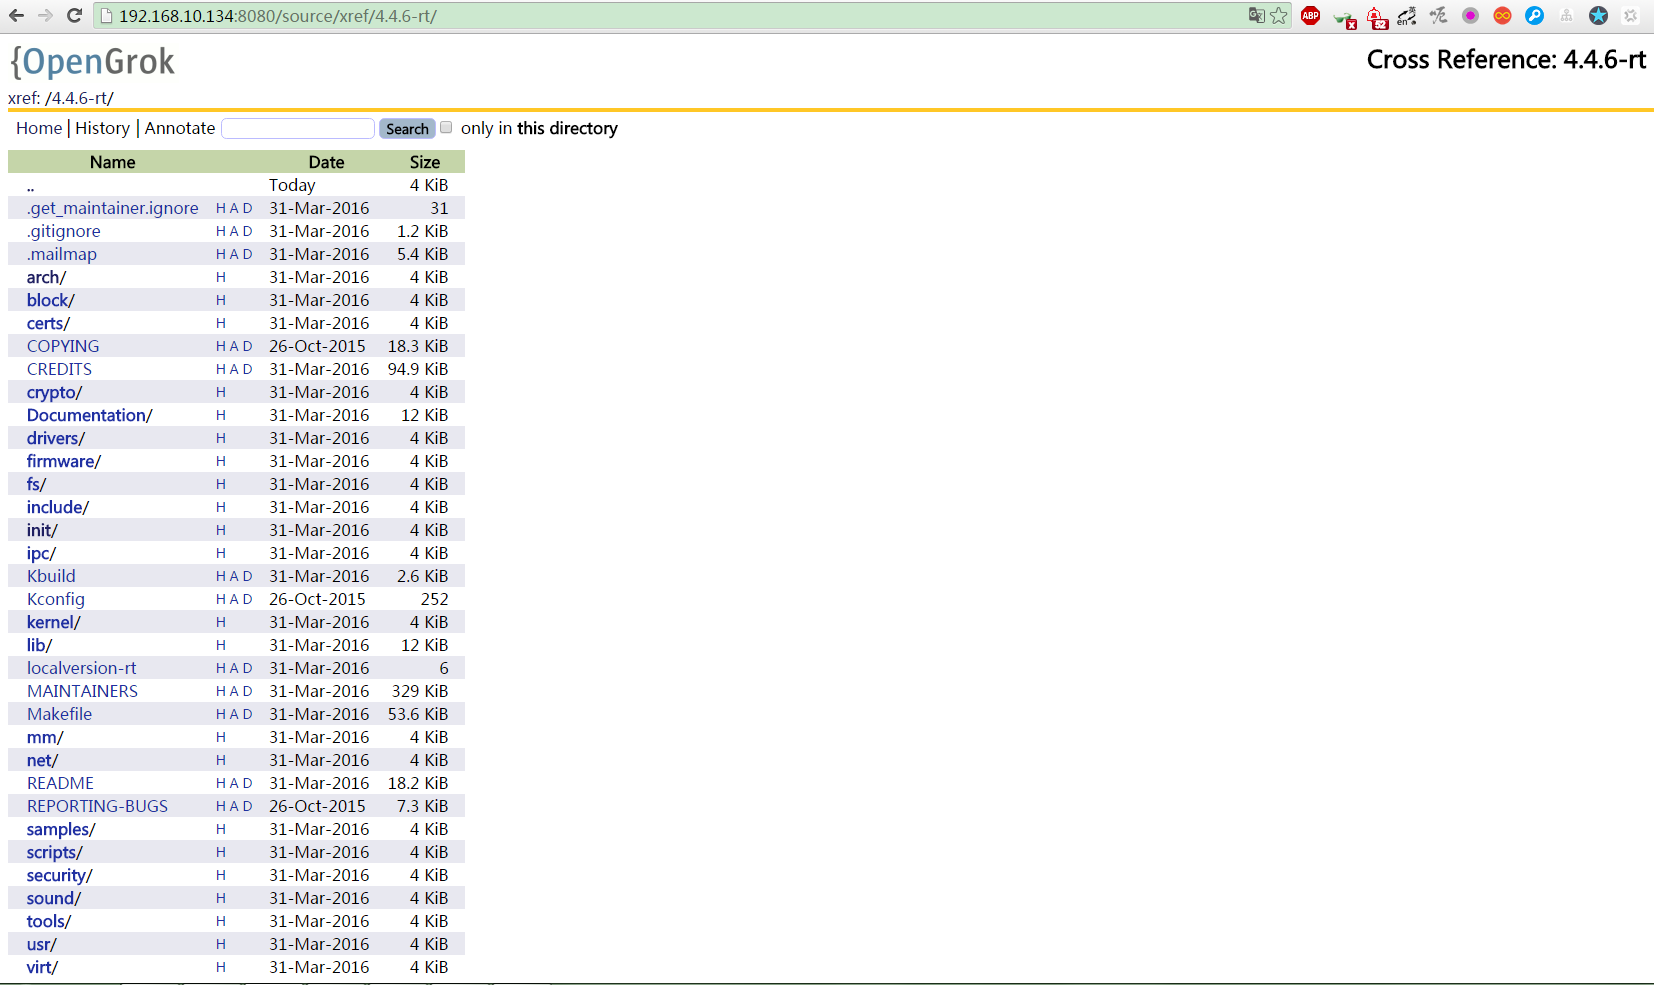 192.168.10.134:8080/source/xref/4.4.6-rt/
ABP
52
en
{OpenGrok
Cross Reference: 4.4.6-rt
xref: /4.4.6-rt/
Home | History | Annotate Search only in this directory
Name Date Size
.. Today 4 KiB
.get_maintainer.ignore H A D 31-Mar-2016 31
.gitignore H A D 31-Mar-2016 1.2 KiB
.mailmap H A D 31-Mar-2016 5.4 KiB
arch/ H 31-Mar-2016 4 KiB
block/ H 31-Mar-2016 4 KiB
certs/ H 31-Mar-2016 4 KiB
COPYING H A D 26-Oct-2015 18.3 KiB
CREDITS H A D 31-Mar-2016 94.9 KiB
crypto/ H 31-Mar-2016 4 KiB
Documentation/ H 31-Mar-2016 12 KiB
drivers/ H 31-Mar-2016 4 KiB
firmware/ H 31-Mar-2016 4 KiB
fs/ H 31-Mar-2016 4 KiB
include/ H 31-Mar-2016 4 KiB
init/ H 31-Mar-2016 4 KiB
ipc/ H 31-Mar-2016 4 KiB
Kbuild H A D 31-Mar-2016 2.6 KiB
Kconfig H A D 26-Oct-2015 252
kernel/ H 31-Mar-2016 4 KiB
lib/ H 31-Mar-2016 12 KiB
localversion-rt H A D 31-Mar-2016 6
MAINTAINERS H A D 31-Mar-2016 329 KiB
Makefile H A D 31-Mar-2016 53.6 KiB
mm/ H 31-Mar-2016 4 KiB
net/ H 31-Mar-2016 4 KiB
README H A D 31-Mar-2016 18.2 KiB
REPORTING-BUGS H A D 26-Oct-2015 7.3 KiB
samples/ H 31-Mar-2016 4 KiB
scripts/ H 31-Mar-2016 4 KiB
security/ H 31-Mar-2016 4 KiB
sound/ H 31-Mar-2016 4 KiB
tools/ H 31-Mar-2016 4 KiB
usr/ H 31-Mar-2016 4 KiB
virt/ H 31-Mar-2016 4 KiB